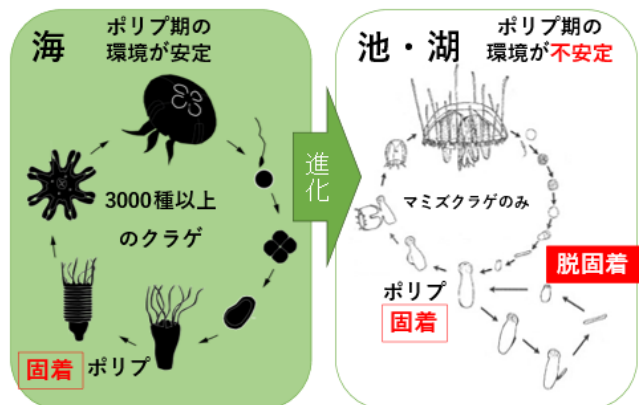 海
ポリプ期の
環境が安定
3000種以上
のクラゲ
固着
ポリプ
進化
池・湖
ポリプ期の
環境が不安定
マミズクラゲのみ
脱固着
ポリプ
固着